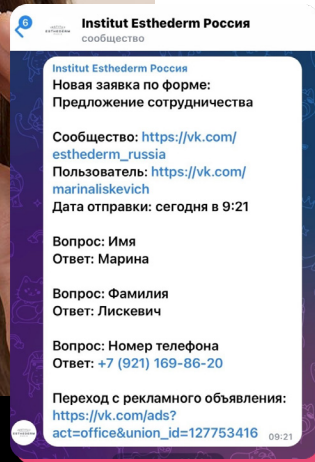 6
Institut Esthederm Россия
сообщество
Institut Esthederm Россия
Новая заявка по форме:
Предложение сотрудничества
Сообщество: https://vk.com/
esthederm_russia
Пользователь: https://vk.com/
marinaliskevich
Дата отправки: сегодня в 9:21
Вопрос: Имя
Ответ: Марина
Вопрос: Фамилия
Ответ: Лискевич
Вопрос: Номер телефона
Ответ: +7 (921) 169-86-20
Переход с рекламного объявления:
https://vk.com/ads?
act=office&union_id=127753416 09:21